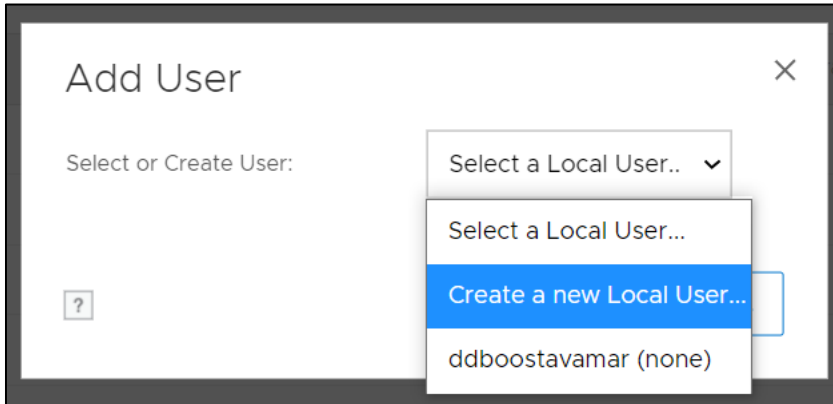 Add User
Select or Create User:
Select a Local User..
Select a Local User...
Create a new Local User...
?
ddboostavamar (none)